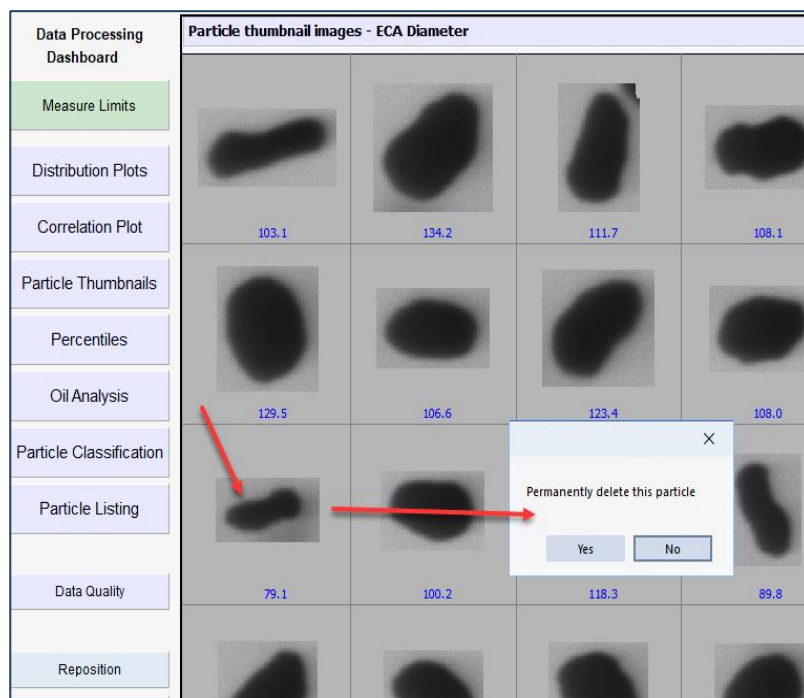 Data Processing
Dashboard
Measure Limits
Distribution Plots
Correlation Plot
Particle Thumbnails
Percentiles
Oil Analysis
Particle Classification
Particle Listing
Data Quality
Reposition
Particle thumbnail images - ECA Diameter
103.1 134.2 111.7 108.1
129.5 106.6 123.4 108.0
79.1 100.2 118.3 89.8
Permanently delete this particle
Yes No